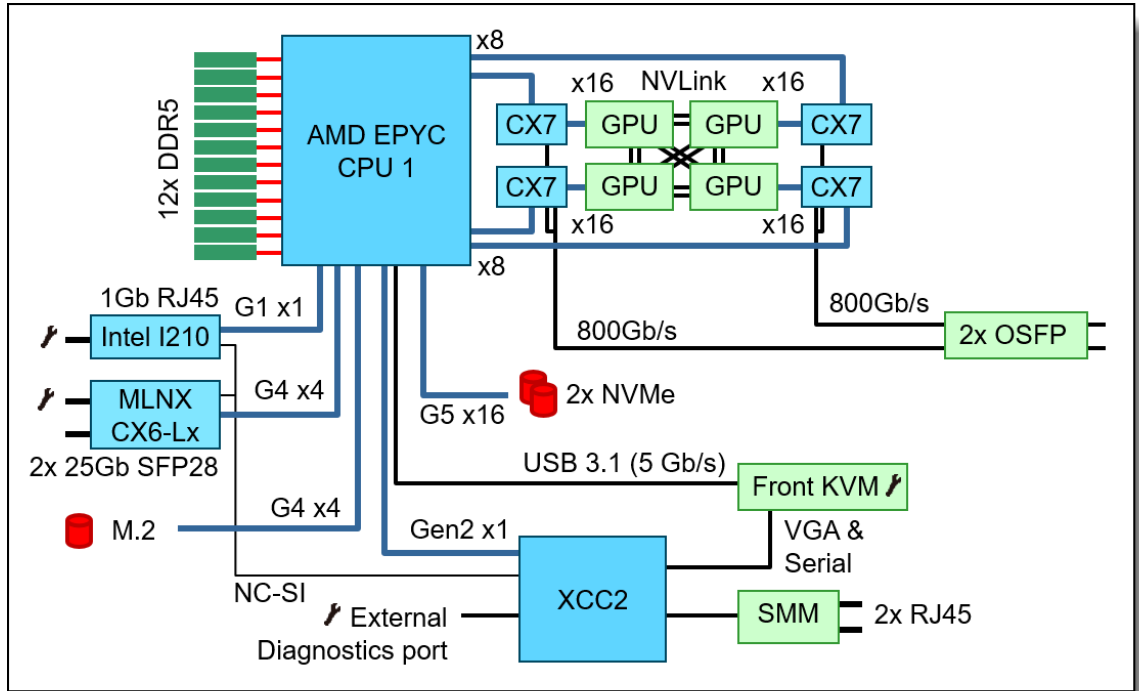 x8
12x DDR5
AMD EPYC
CPU 1
x16
NVLink
x16
CX7
GPU
GPU
CX7
CX7
GPU
GPU
CX7
x16
x16
x8
1Gb RJ45
G1 x1
Intel I210
800Gb/s
800Gb/s
2x OSFP
MLNX
CX6-Lx
G4 x4
2x 25Gb SFP28
G5 x16
2x NVMe
USB 3.1 (5 Gb/s)
Front KVM
M.2
G4 x4
Gen2 x1
VGA &
Serial
NC-SI
XCC2
External
Diagnostics port
SMM
2x RJ45